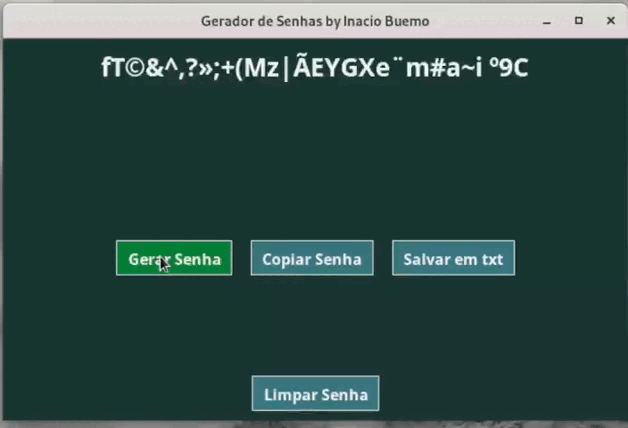 Gerador de Senhas by Inacio Buemo
fT©&^,?»;+(Mz|ÃEYGXe¨m#a~i º9C
Gerar Senha
Copiar Senha
Salvar em txt
Limpar Senha